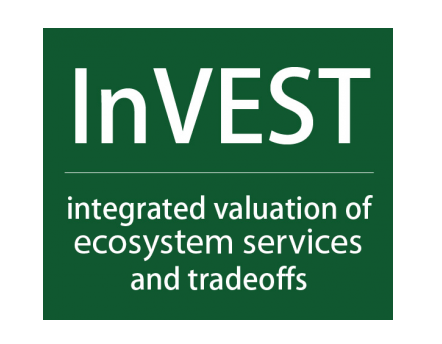 InVEST
integrated valuation of
ecosystem services
and tradeoffs